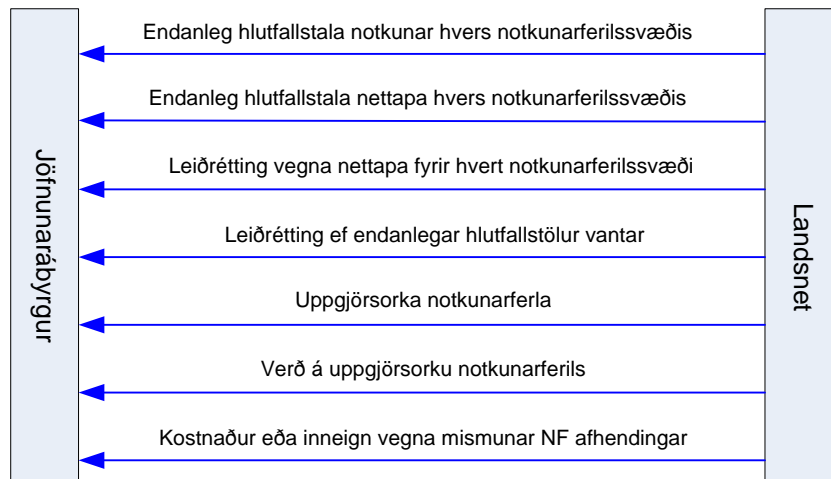 Endanleg hlutfallstala notkunar hvers notkunarferilssvæðis
Endanleg hlutfallstala nettapa hvers notkunarferilssvæðis
Leiðrétting vegna nettapa fyrir hvert notkunarferilssvæði
Leiðrétting ef endanlegar hlutfallstölur vantar
Uppgjörsorka notkunarferla
Verð á uppgjörsorku notkunarferils
Kostnaður eða inneign vegna mismunar NF afhendingar
Jöfnunarábyrgur
Landsnet